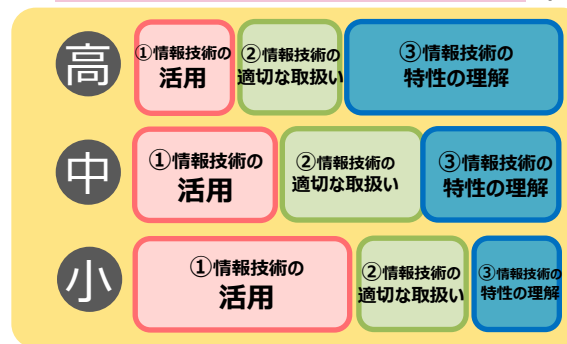 高
①情報技術の
活用
②情報技術の
適切な取扱い
③情報技術の
特性の理解
中
①情報技術の
活用
②情報技術の
適切な取扱い
③情報技術の
特性の理解
小
①情報技術の
活用
②情報技術の
適切な取扱い
③情報技術の
特性の理解